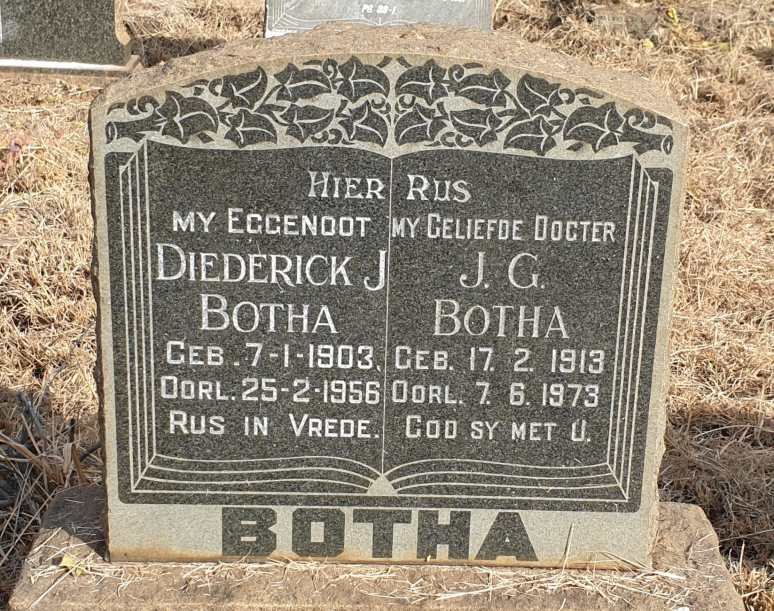 HIER RUS
MY EGGENOOT
DIEDERICK J
BOTHA
GEB. 7-1-1903.
OORL. 25-2-1956
RUS IN VREDE.
MY GELIEFDE DOGTER
J. G.
BOTHA
GEB. 17. 2. 1913
OORL. 7. 6. 1973
GOD SY MET U.
BOTHA